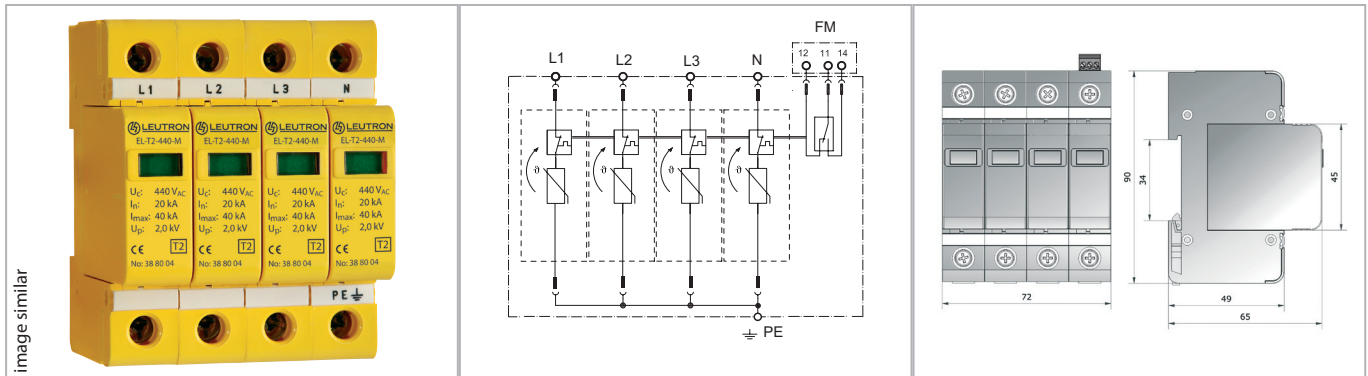 image similar
L1 L2 L3 N
LEUTRON LEUTRON LEUTRON LEUTRON
EL-T2-440-M EL-T2-440-M EL-T2-440-M EL-T2-440-M
UC: 440 VAC UC: 440 VAC UC: 440 VAC UC: 440 VAC
In: 20 kA In: 20 kA In: 20 kA In: 20 kA
Imax: 40 kA Imax: 40 kA Imax: 40 kA Imax: 40 kA
Up: 2,0 kV Up: 2,0 kV Up: 2,0 kV Up: 2,0 kV
CE T2 CE T2 CE T2 CE T2
No: 38 80 04 No: 38 80 04 No: 38 80 04 No: 38 80 04
PE
FM
12 11 14
L1 L2 L3 N
ϑ ϑ ϑ ϑ
PE
72
90
34
45
49
65